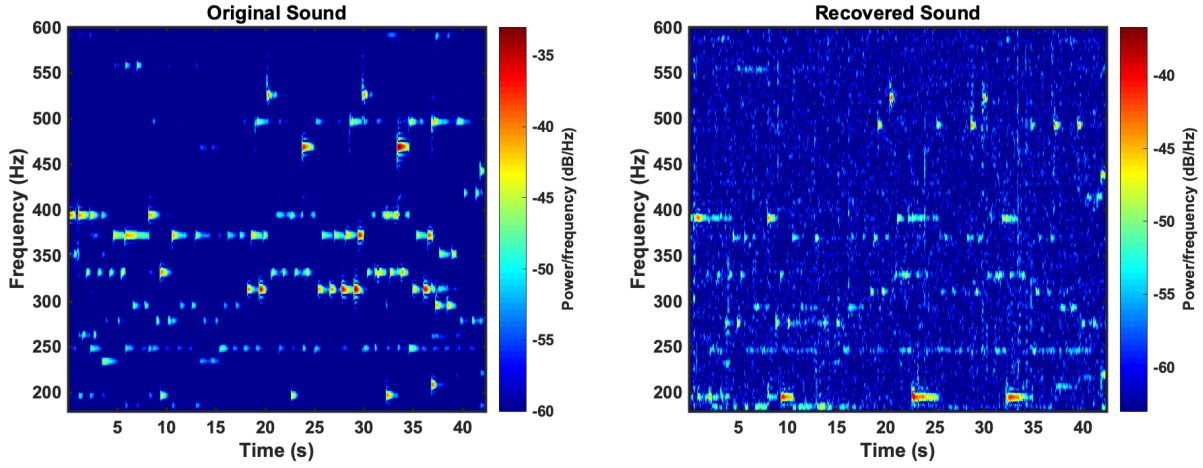 Original Sound
600
550
500
450
400
350
300
250
200
Frequency (Hz)
5 10 15 20 25 30 35 40
Time (s)
-35
-40
-45
-50
-55
-60
Power/frequency (dB/Hz)
Recovered Sound
600
550
500
450
400
350
300
250
200
Frequency (Hz)
5 10 15 20 25 30 35 40
Time (s)
-40
-45
-50
-55
-60
Power/frequency (dB/Hz)